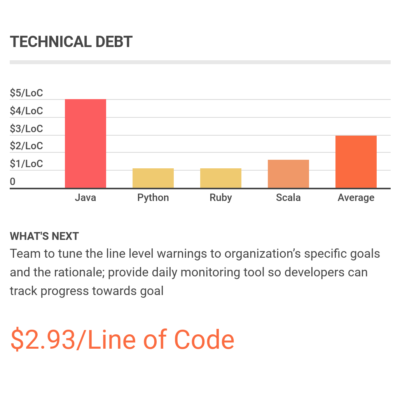 TECHNICAL DEBT
$5/LoC
$4/LoC
$3/LoC
$2/LoC
$1/LoC
0
Java Python Ruby Scala Average
WHAT'S NEXT
Team to tune the line level warnings to organization's specific goals
and the rationale; provide daily monitoring tool so developers can
track progress towards goal
$2.93/Line of Code